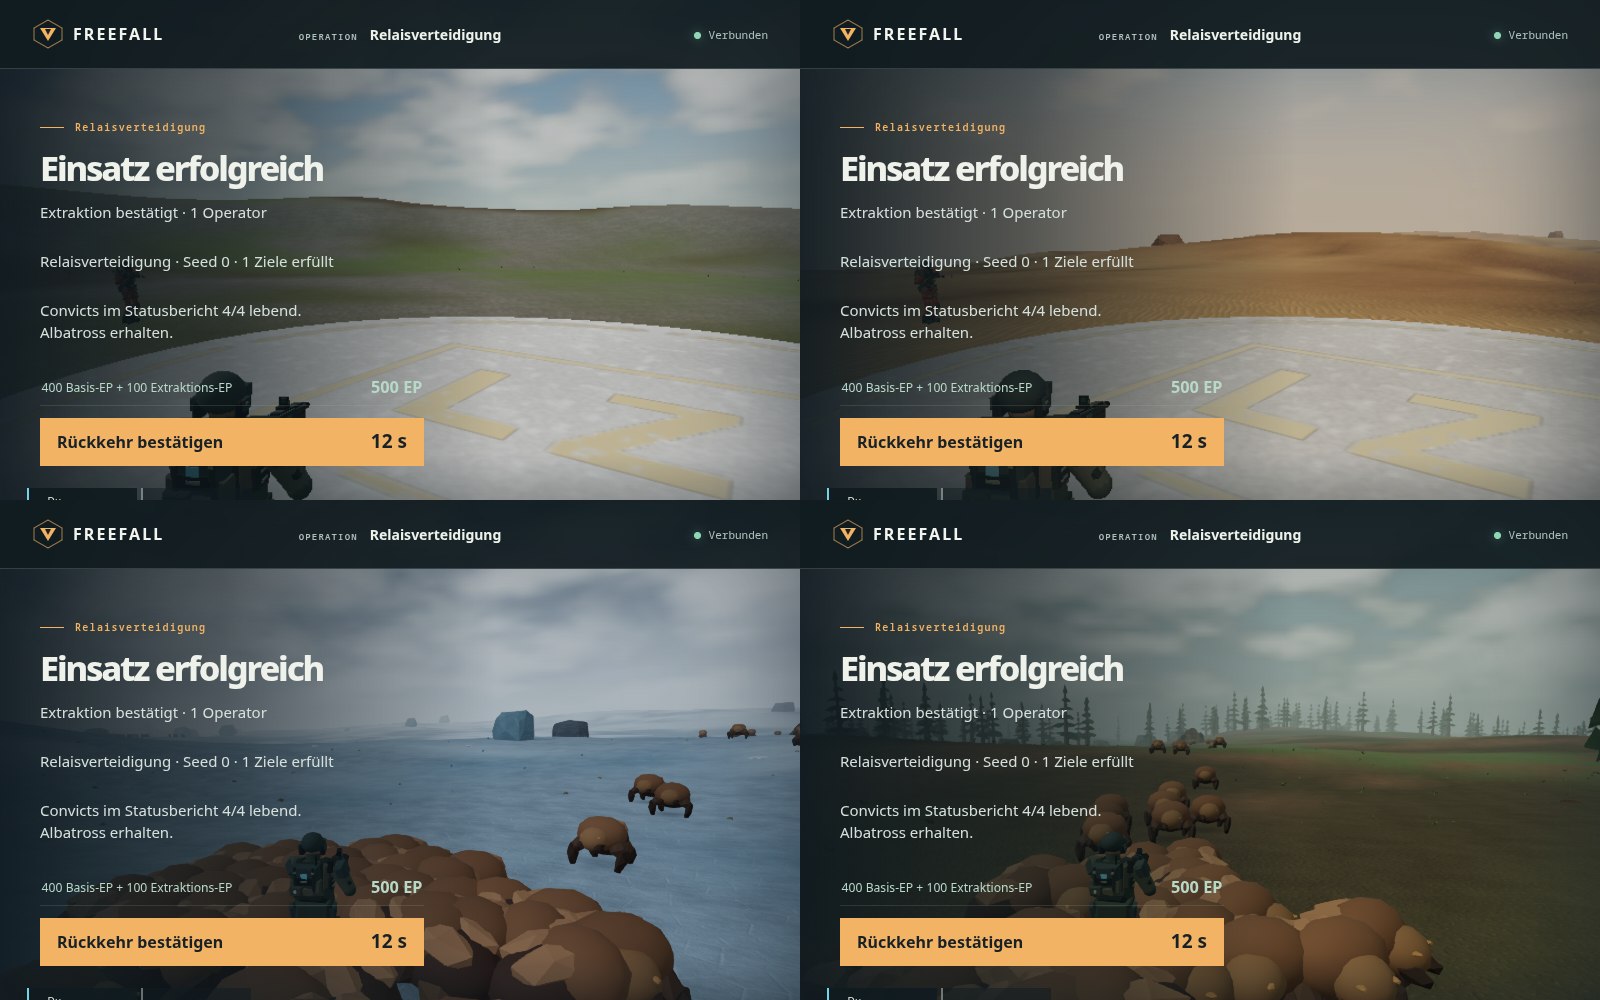 FREEFALL
OPERATION Relaisverteidigung
Verbunden
Relaisverteidigung
Einsatz erfolgreich
Extraktion bestätigt · 1 Operator
Relaisverteidigung · Seed 0 · 1 Ziele erfüllt
Convicts im Statusbericht 4/4 lebend.
Albatross erhalten.
400 Basis-EP + 100 Extraktions-EP 500 EP
Rückkehr bestätigen 12 s
FREEFALL
OPERATION Relaisverteidigung
Verbunden
Relaisverteidigung
Einsatz erfolgreich
Extraktion bestätigt · 1 Operator
Relaisverteidigung · Seed 0 · 1 Ziele erfüllt
Convicts im Statusbericht 4/4 lebend.
Albatross erhalten.
400 Basis-EP + 100 Extraktions-EP 500 EP
Rückkehr bestätigen 12 s
FREEFALL
OPERATION Relaisverteidigung
Verbunden
Relaisverteidigung
Einsatz erfolgreich
Extraktion bestätigt · 1 Operator
Relaisverteidigung · Seed 0 · 1 Ziele erfüllt
Convicts im Statusbericht 4/4 lebend.
Albatross erhalten.
400 Basis-EP + 100 Extraktions-EP 500 EP
Rückkehr bestätigen 12 s
FREEFALL
OPERATION Relaisverteidigung
Verbunden
Relaisverteidigung
Einsatz erfolgreich
Extraktion bestätigt · 1 Operator
Relaisverteidigung · Seed 0 · 1 Ziele erfüllt
Convicts im Statusbericht 4/4 lebend.
Albatross erhalten.
400 Basis-EP + 100 Extraktions-EP 500 EP
Rückkehr bestätigen 12 s